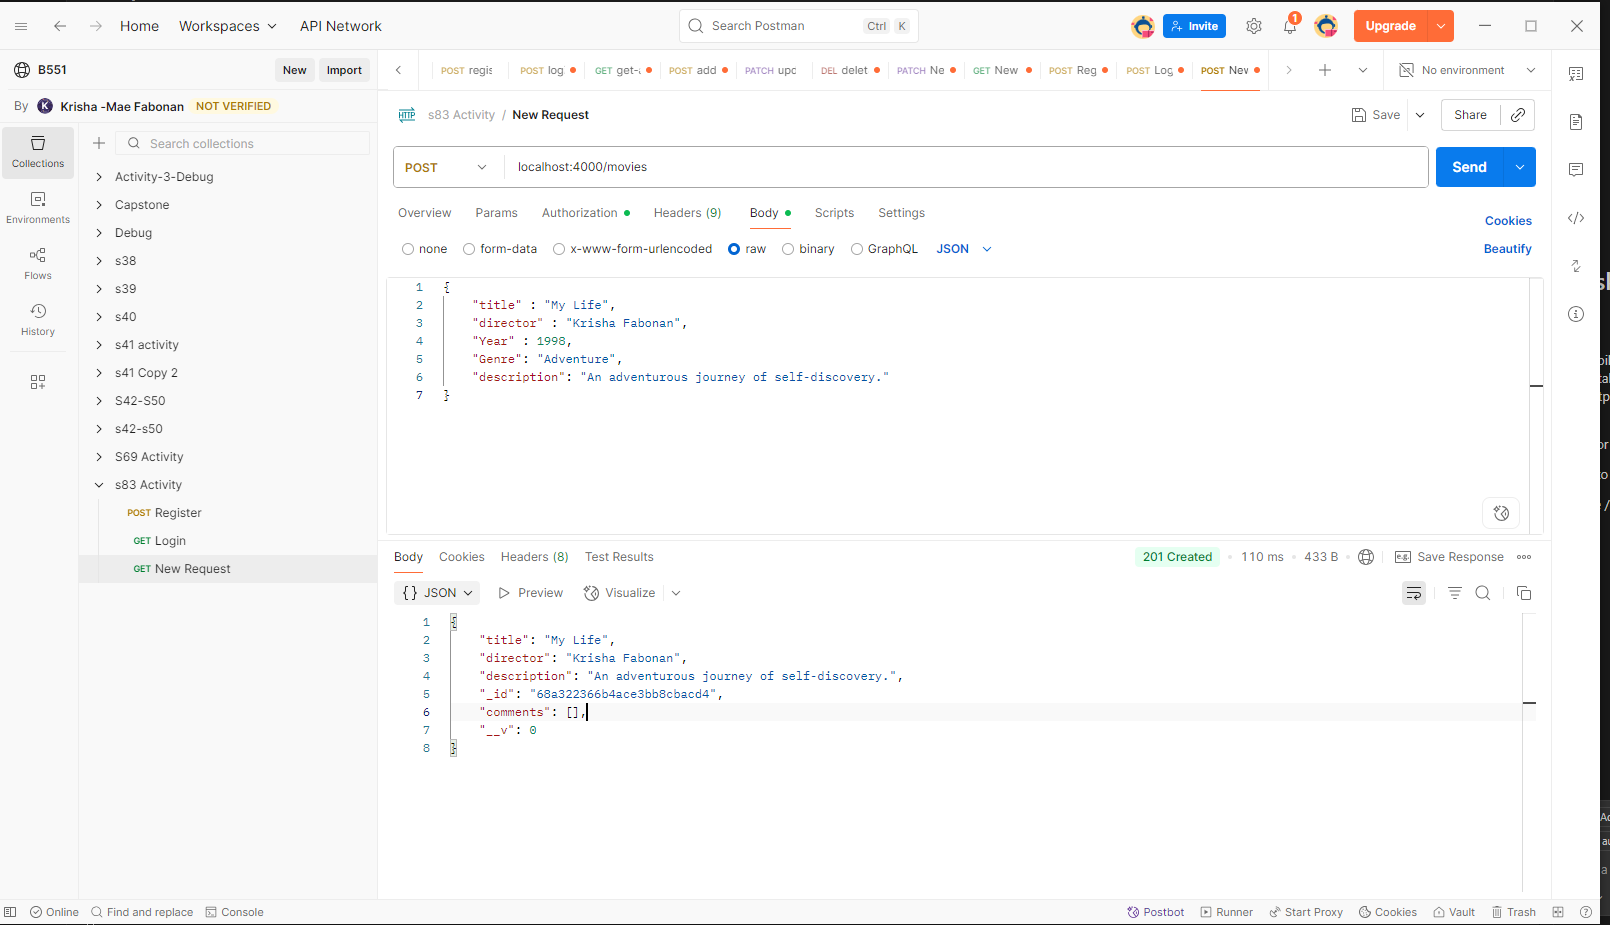 Home Workspaces API Network Search Postman Ctrl K Invite 1 Upgrade
B551 New Import
POST regis POST log GET get- POST add PATCH upc DEL delet PATCH Ne GET New POST Reg POST Log POST New No environment
By K Krisha -Mae Fabonan NOT VERIFIED
HTTP s83 Activity / New Request Save Share
Collections
Search collections
Environments
Flows
History
Activity-3-Debug
Capstone
Debug
s38
s39
s40
s41 activity
s41 Copy 2
S42-S50
s42-s50
S69 Activity
s83 Activity
POST Register
GET Login
GET New Request
POST localhost:4000/movies Send
Overview Params Authorization Headers (9) Body Scripts Settings Cookies
none form-data x-www-form-urlencoded raw binary GraphQL JSON Beautify
1 {
2 "title" : "My Life",
3 "director" : "Krisha Fabonan",
4 "Year" : 1998,
5 "Genre": "Adventure",
6 "description": "An adventurous journey of self-discovery."
7 }
Body Cookies Headers (8) Test Results 201 Created 110 ms 433 B e.g. Save Response
{} JSON Preview Visualize
1 {
2 "title": "My Life",
3 "director": "Krisha Fabonan",
4 "description": "An adventurous journey of self-discovery.",
5 "_id": "68a322366b4ace3bb8cbacd4",
6 "comments": [],
7 "__v": 0
8 }
Online Find and replace Console Postbot Runner Start Proxy Cookies Vault Trash